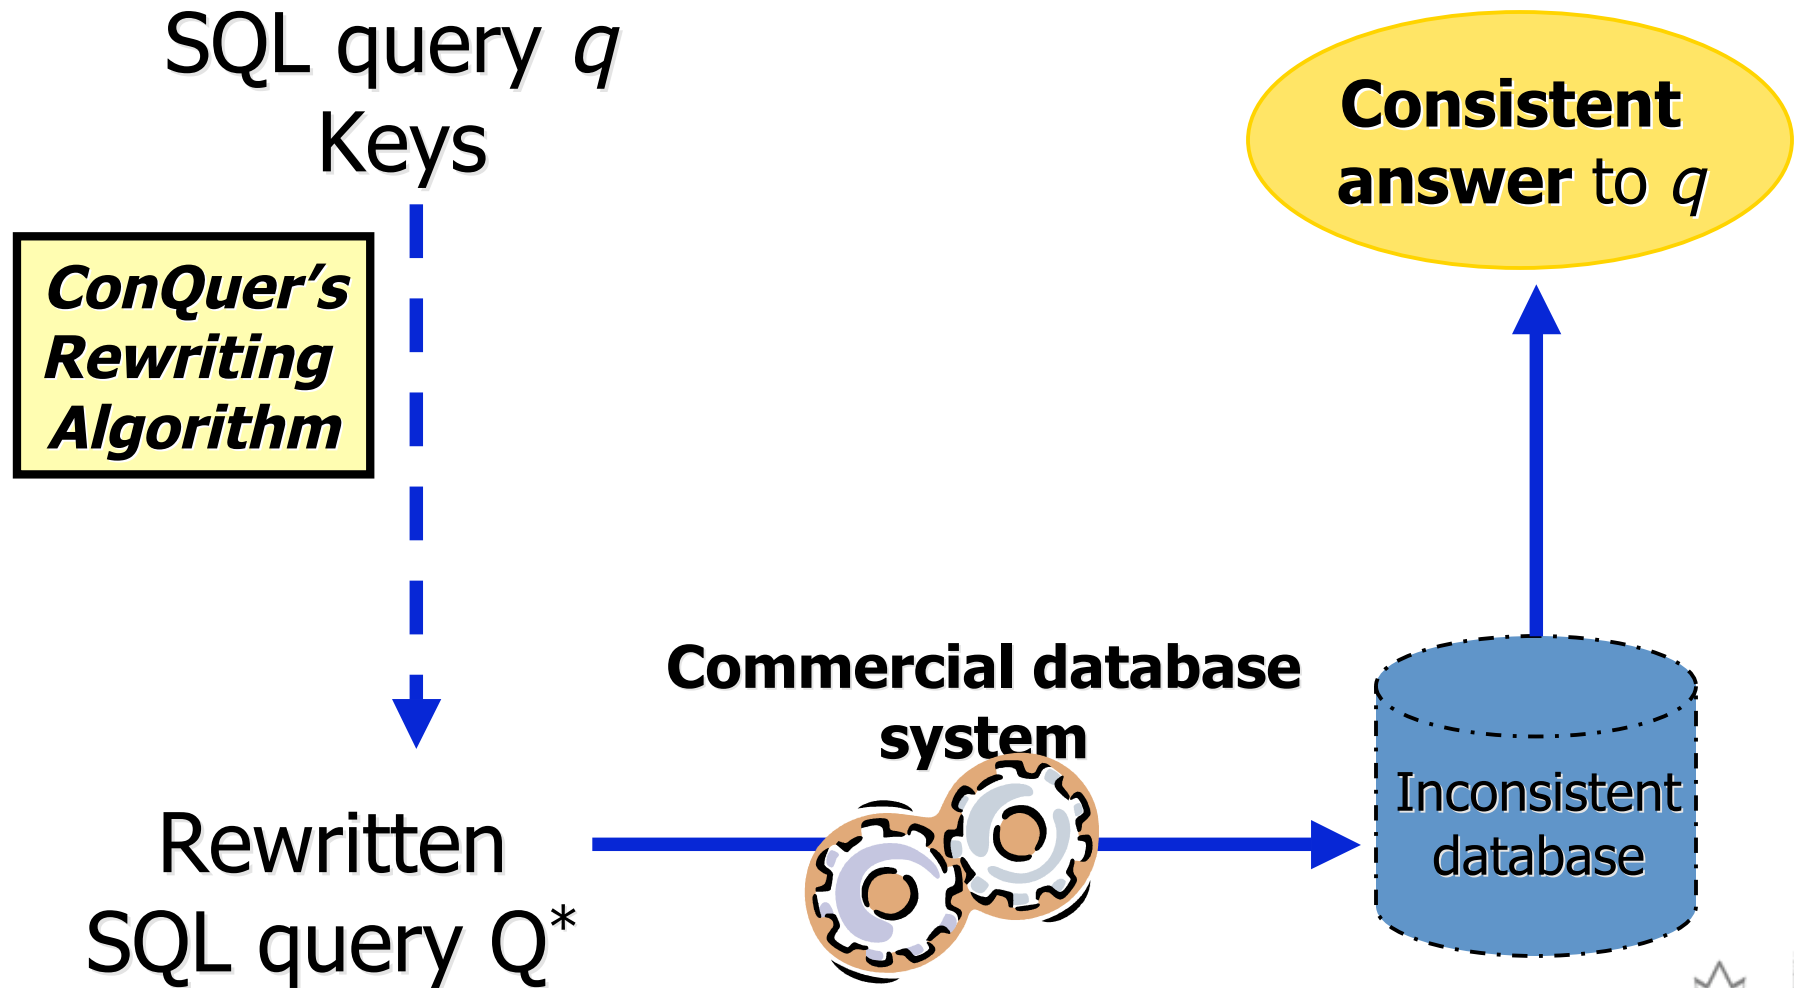 SQL query q
Keys
ConQuer’s
Rewriting
Algorithm
Consistent
answer to q
Commercial database
system
Rewritten
SQL query Q*
Inconsistent
database